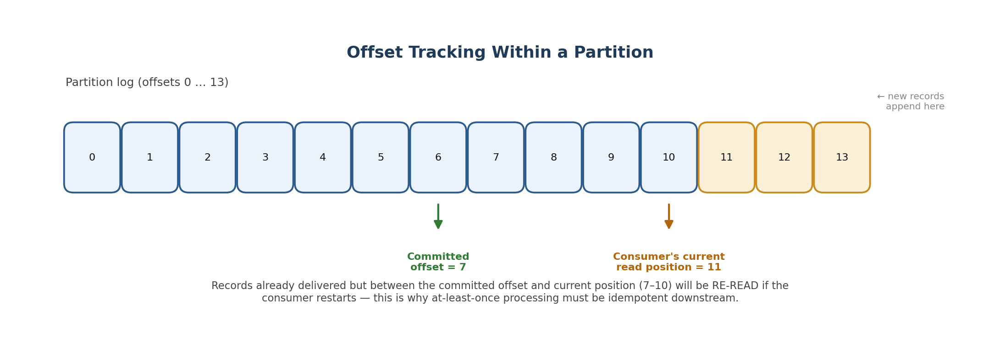 Offset Tracking Within a Partition
Partition log (offsets 0 … 13)
← new records
append here
0 1 2 3 4 5 6 7 8 9 10 11 12 13
Committed
offset = 7
Consumer's current
read position = 11
Records already delivered but between the committed offset and current position (7–10) will be RE-READ if the
consumer restarts — this is why at-least-once processing must be idempotent downstream.